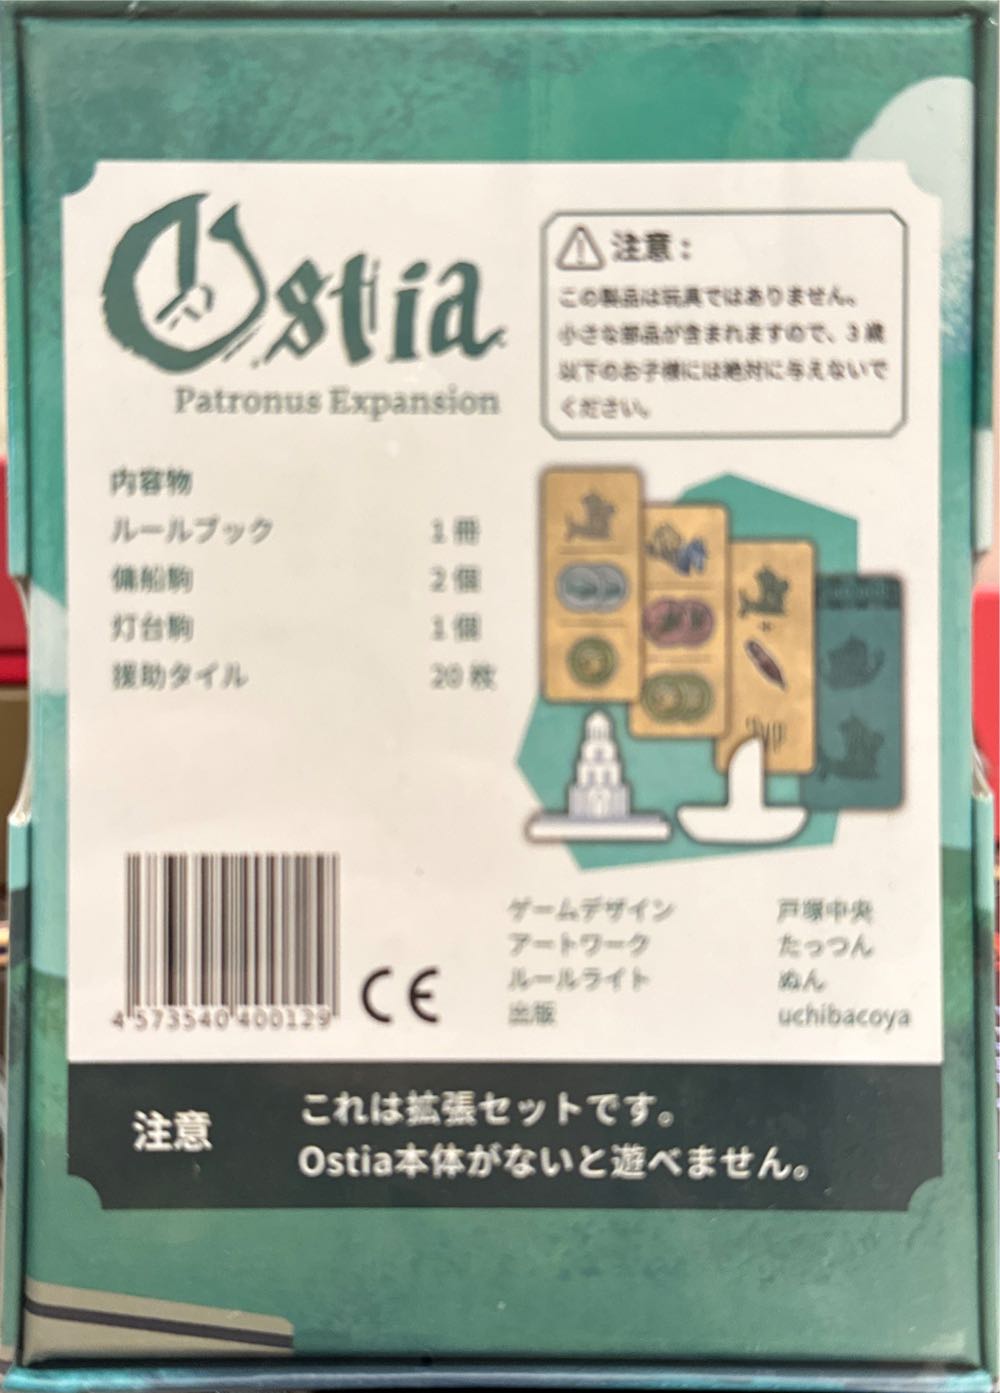 Ostia
Patronus Expansion
注意：
この製品は玩具ではありません。
小さな部品が含まれますので、3歳
以下のお子様には絶対に与えないで
ください。
内容物
ルールブック 1冊
傭船駒 2個
灯台駒 1個
援助タイル 20枚
4 573540 400129
CE
ゲームデザイン 戸塚中央
アートワーク たっつん
ルールライト ぬん
出版 uchibacoya
注意
これは拡張セットです。
Ostia本体がないと遊べません。